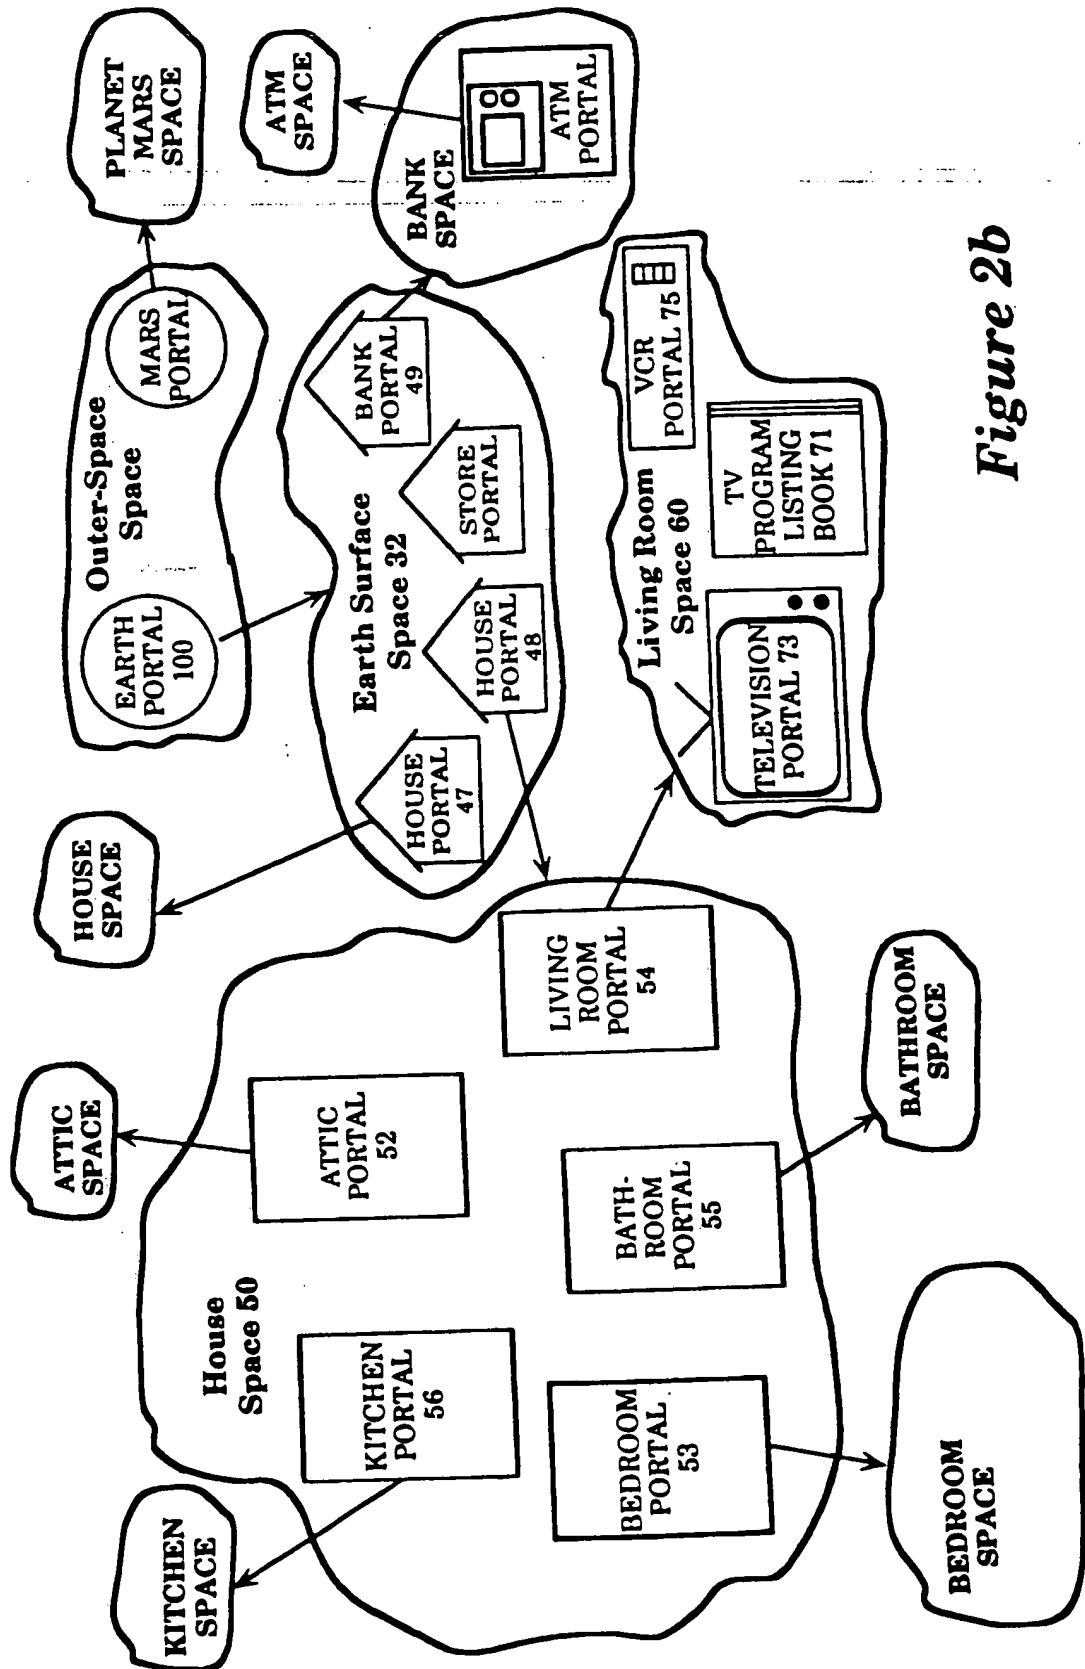 KITCHEN
SPACE
ATTIC
SPACE
HOUSE
SPACE
PLANET
MARS
SPACE
ATM
SPACE
Outer-Space
Space
EARTH
PORTAL
100
MARS
PORTAL
House
Space 50
KITCHEN
PORTAL
56
ATTIC
PORTAL
52
BEDROOM
PORTAL
53
BATH-
ROOM
PORTAL
55
LIVING
ROOM
PORTAL
54
Earth Surface
Space 32
HOUSE
PORTAL
47
HOUSE
PORTAL
48
STORE
PORTAL
BANK
PORTAL
49
BANK
SPACE
ATM
PORTAL
Living Room
Space 60
TELEVISION
PORTAL 73
TV
PROGRAM
LISTING
BOOK 71
VCR
PORTAL 75
BEDROOM
SPACE
BATHROOM
SPACE
Figure 2b